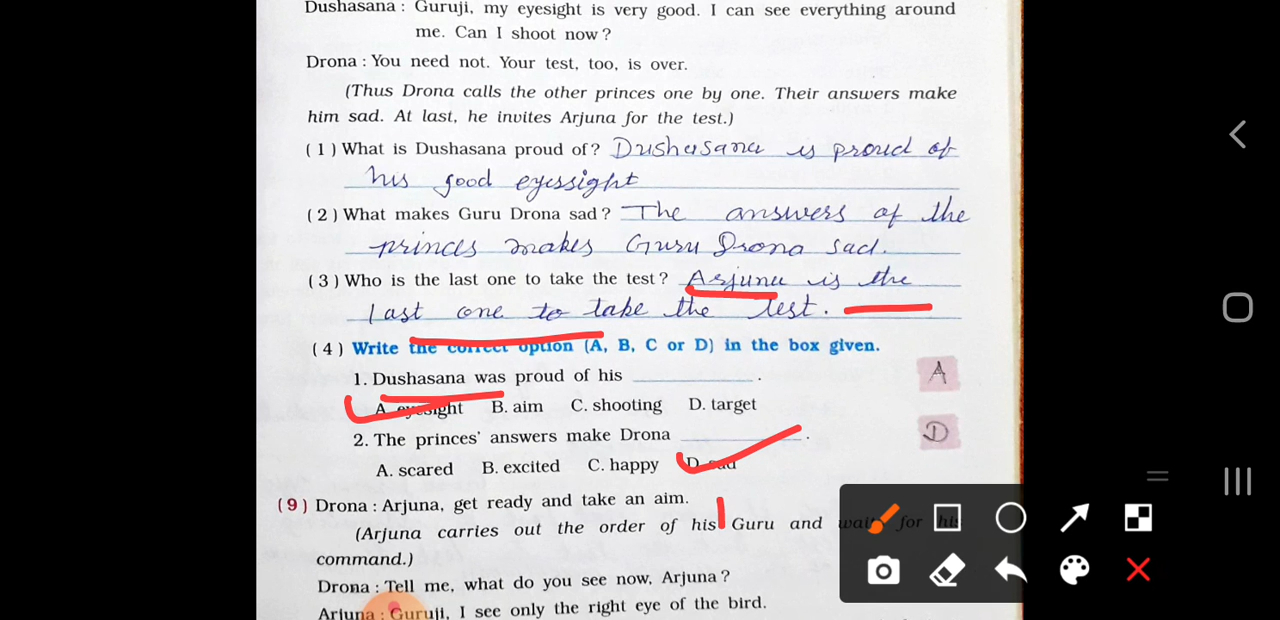 Dushasana : Guruji, my eyesight is very good. I can see everything around
me. Can I shoot now ?
Drona : You need not. Your test, too, is over.
(Thus Drona calls the other princes one by one. Their answers make
him sad. At last, he invites Arjuna for the test.)
( 1 ) What is Dushasana proud of ? Dushasana is proud of
his good eyessight
( 2 ) What makes Guru Drona sad ? The answers of the
princes makes Guru Drona sad.
( 3 ) Who is the last one to take the test ? Arjuna is the
last one to take the test.
( 4 ) Write the correct option (A, B, C or D) in the box given.
1. Dushasana was proud of his . A
A. eyesight B. aim C. shooting D. target
2. The princes' answers make Drona . D
A. scared B. excited C. happy D. sad
( 9 ) Drona : Arjuna, get ready and take an aim.
(Arjuna carries out the order of his Guru and wait for his
command.)
Drona : Tell me, what do you see now, Arjuna ?
Arjuna : Guruji, I see only the right eye of the bird.